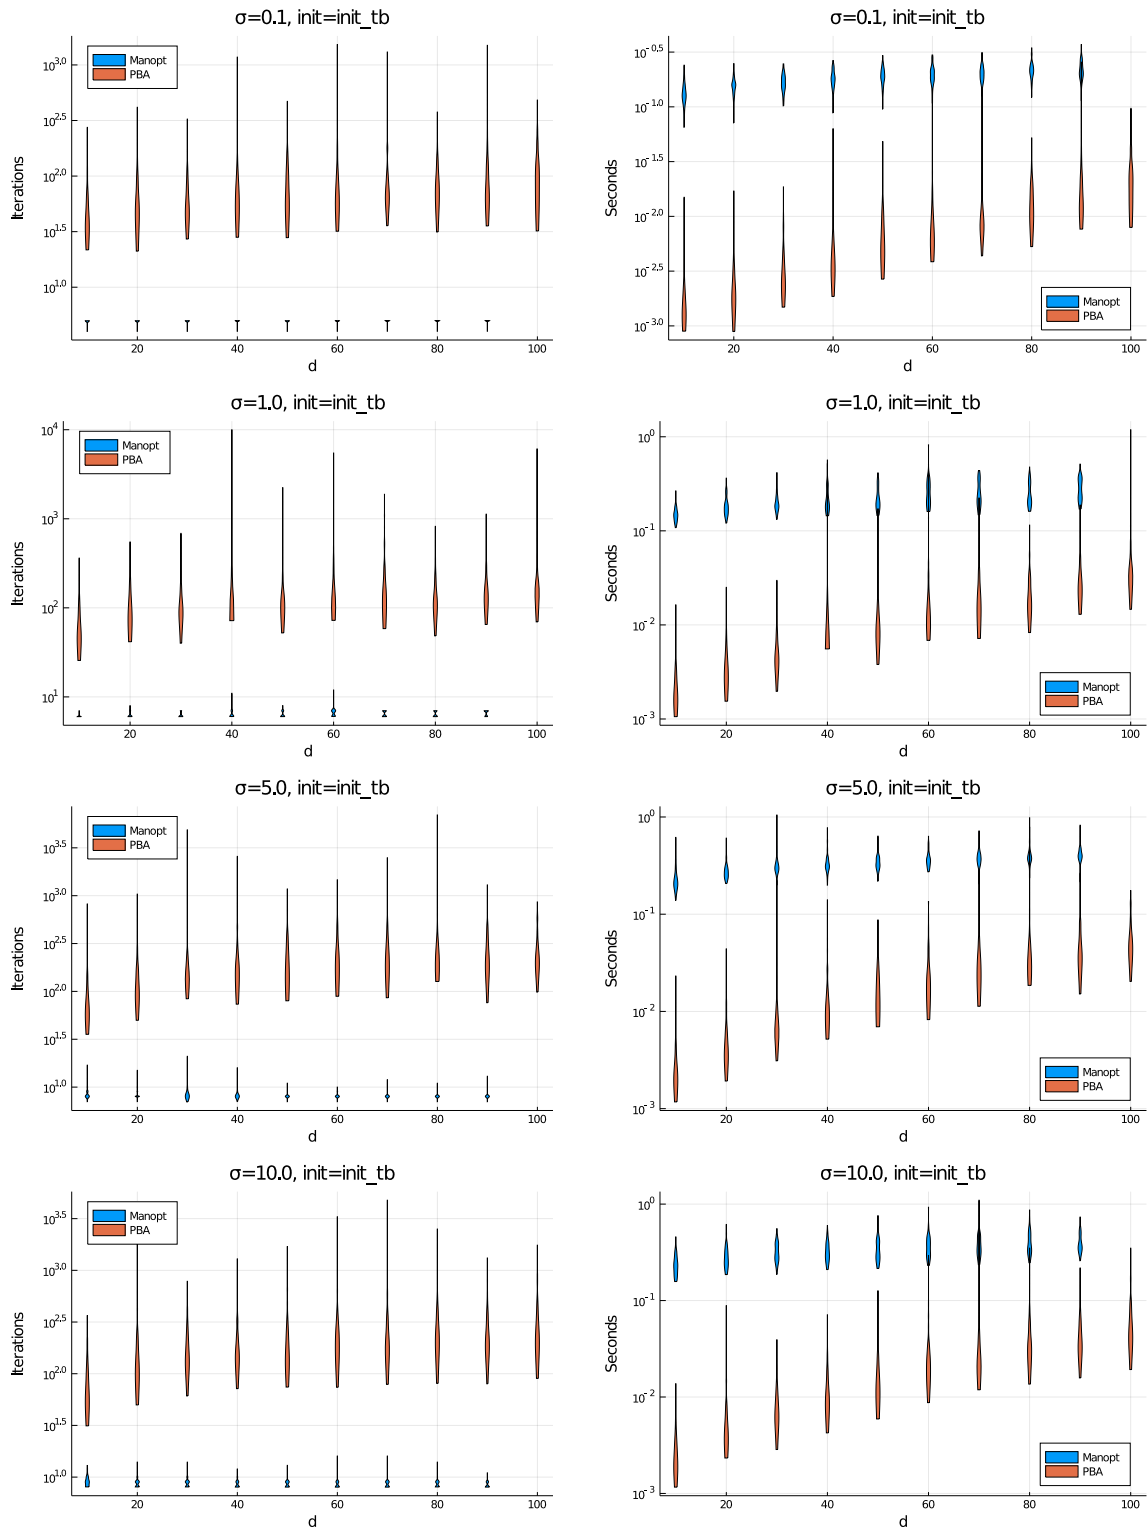 σ=0.1, init=init_tb
Iterations
10^3.0
10^2.5
10^2.0
10^1.5
10^1.0
Manopt
PBA
20
40
60
80
100
d
σ=0.1, init=init_tb
Seconds
10^-0.5
10^-1.0
10^-1.5
10^-2.0
10^-2.5
10^-3.0
Manopt
PBA
20
40
60
80
100
d
σ=1.0, init=init_tb
Iterations
10^4
10^3
10^2
10^1
Manopt
PBA
20
40
60
80
100
d
σ=1.0, init=init_tb
Seconds
10^0
10^-1
10^-2
10^-3
Manopt
PBA
20
40
60
80
100
d
σ=5.0, init=init_tb
Iterations
10^3.5
10^3.0
10^2.5
10^2.0
10^1.5
10^1.0
Manopt
PBA
20
40
60
80
100
d
σ=5.0, init=init_tb
Seconds
10^0
10^-1
10^-2
10^-3
Manopt
PBA
20
40
60
80
100
d
σ=10.0, init=init_tb
Iterations
10^3.5
10^3.0
10^2.5
10^2.0
10^1.5
10^1.0
Manopt
PBA
20
40
60
80
100
d
σ=10.0, init=init_tb
Seconds
10^0
10^-1
10^-2
10^-3
Manopt
PBA
20
40
60
80
100
d